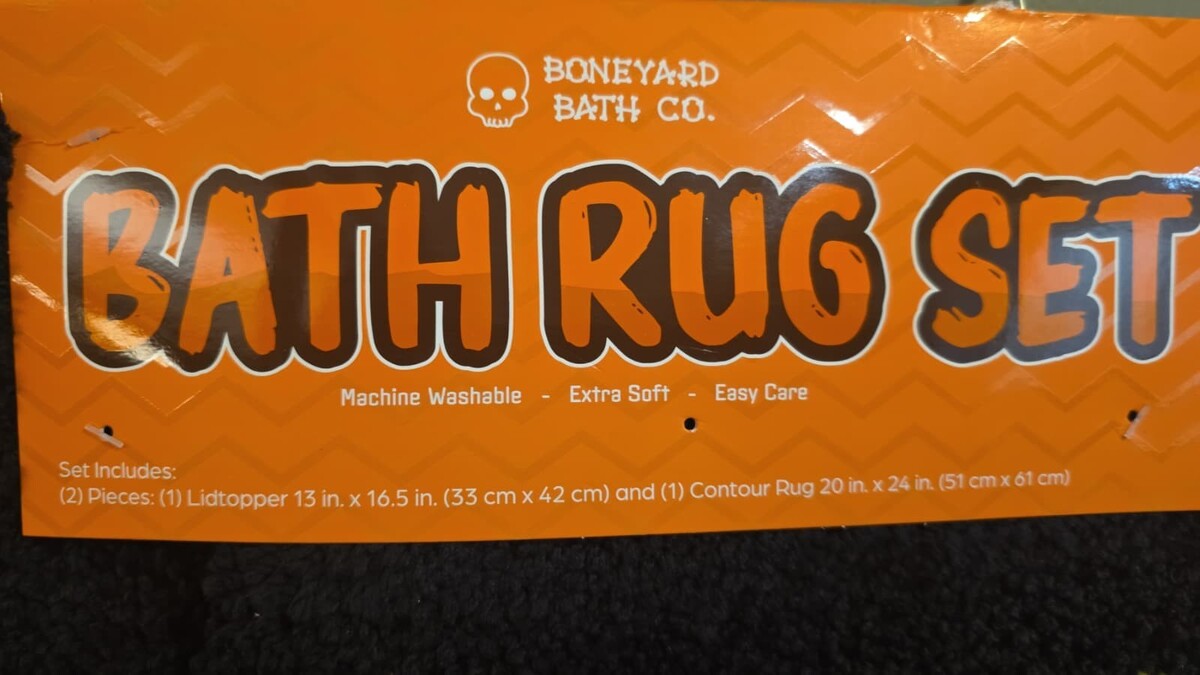 BONEYARD
BATH CO.
BATH RUG SET
Machine Washable - Extra Soft - Easy Care
Set Includes:
(2) Pieces: (1) Lidtopper 13 in. x 16.5 in. (33 cm x 42 cm) and (1) Contour Rug 20 in. x 24 in. (51 cm x 61 cm)